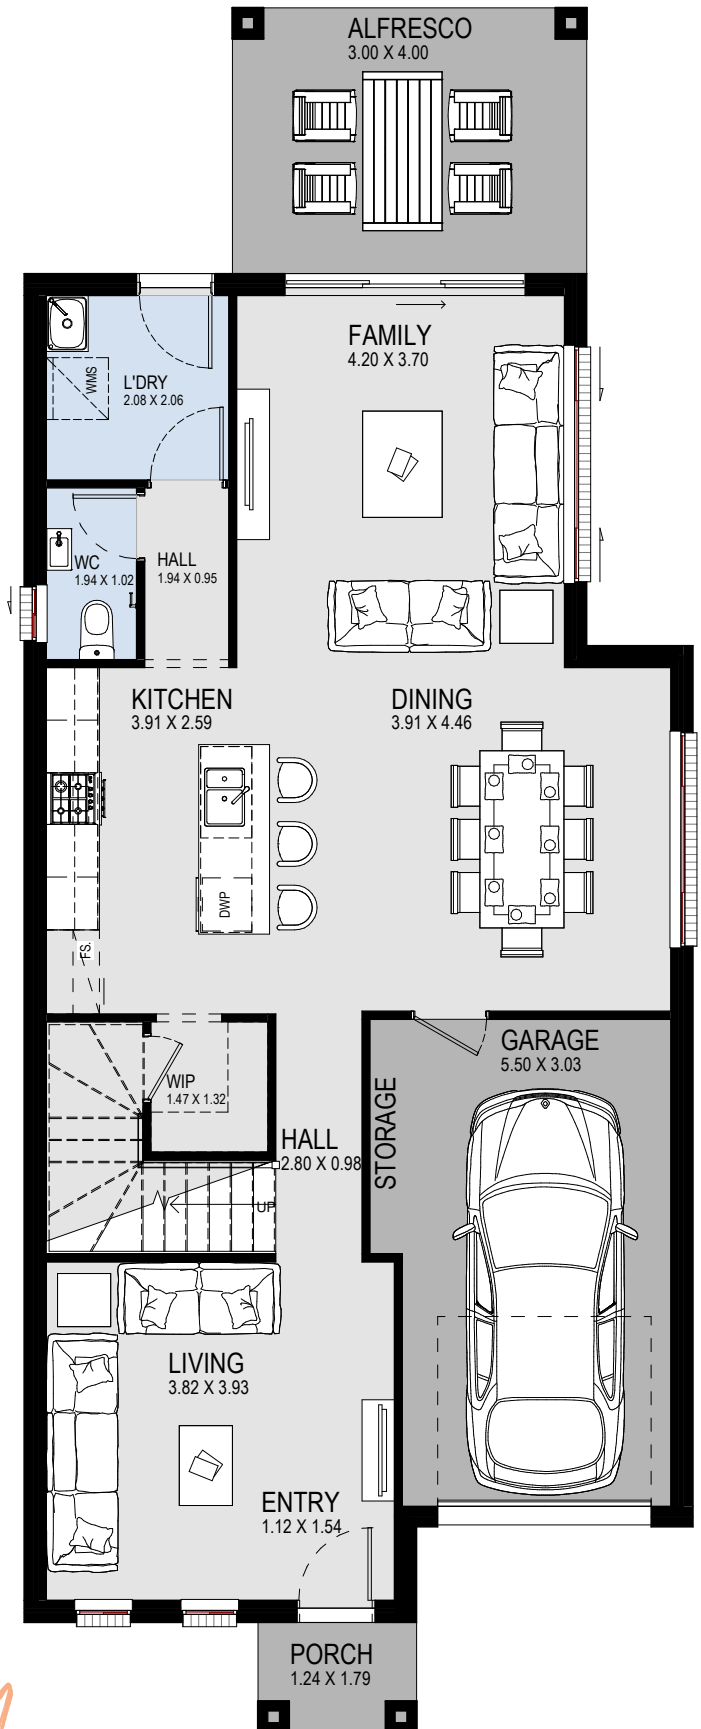 ALFRESCO
3.00 X 4.00
FAMILY
4.20 X 3.70
L'DRY
2.08 X 2.06
WMS
WC
1.94 X 1.02
HALL
1.94 X 0.95
KITCHEN
3.91 X 2.59
DINING
3.91 X 4.46
DWP
FS.
WIP
1.47 X 1.32
HALL
2.80 X 0.98
GARAGE
5.50 X 3.03
STORAGE
UP
LIVING
3.82 X 3.93
ENTRY
1.12 X 1.54
PORCH
1.24 X 1.79